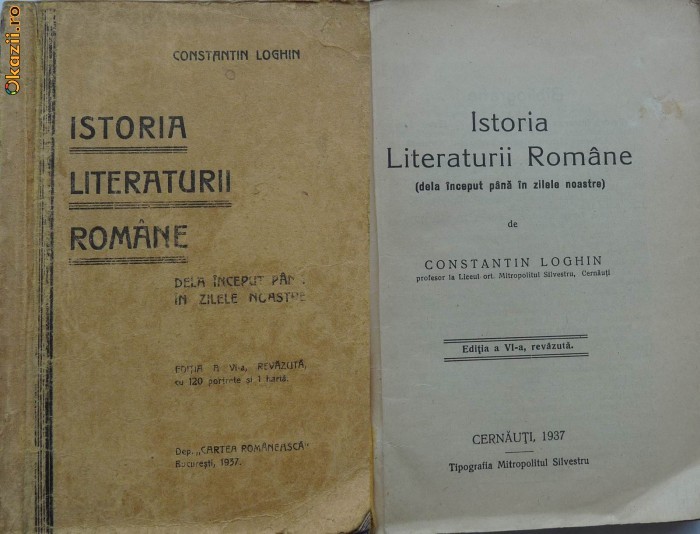 Okazii.ro
CONSTANTIN LOGHIN
ISTORIA
LITERATURII
ROMÂNE
DELA ÎNCEPUT
ÎN ZILELE NOASTRE
EDIȚIA A VI-a, REVĂZUTĂ,
cu 120 portrete și 1 hartă.
Dep. „CARTEA ROMÂNEASCĂ”
București, 1937.
Istoria
Literaturii Române
(dela început până în zilele noastre)
de
CONSTANTIN LOGHIN
profesor la Liceul ort. Mitropolitul Silvestru, Cernăuți
Ediția a VI-a, revăzută.
CERNĂUȚI, 1937
Tipografia Mitropolitul Silvestru